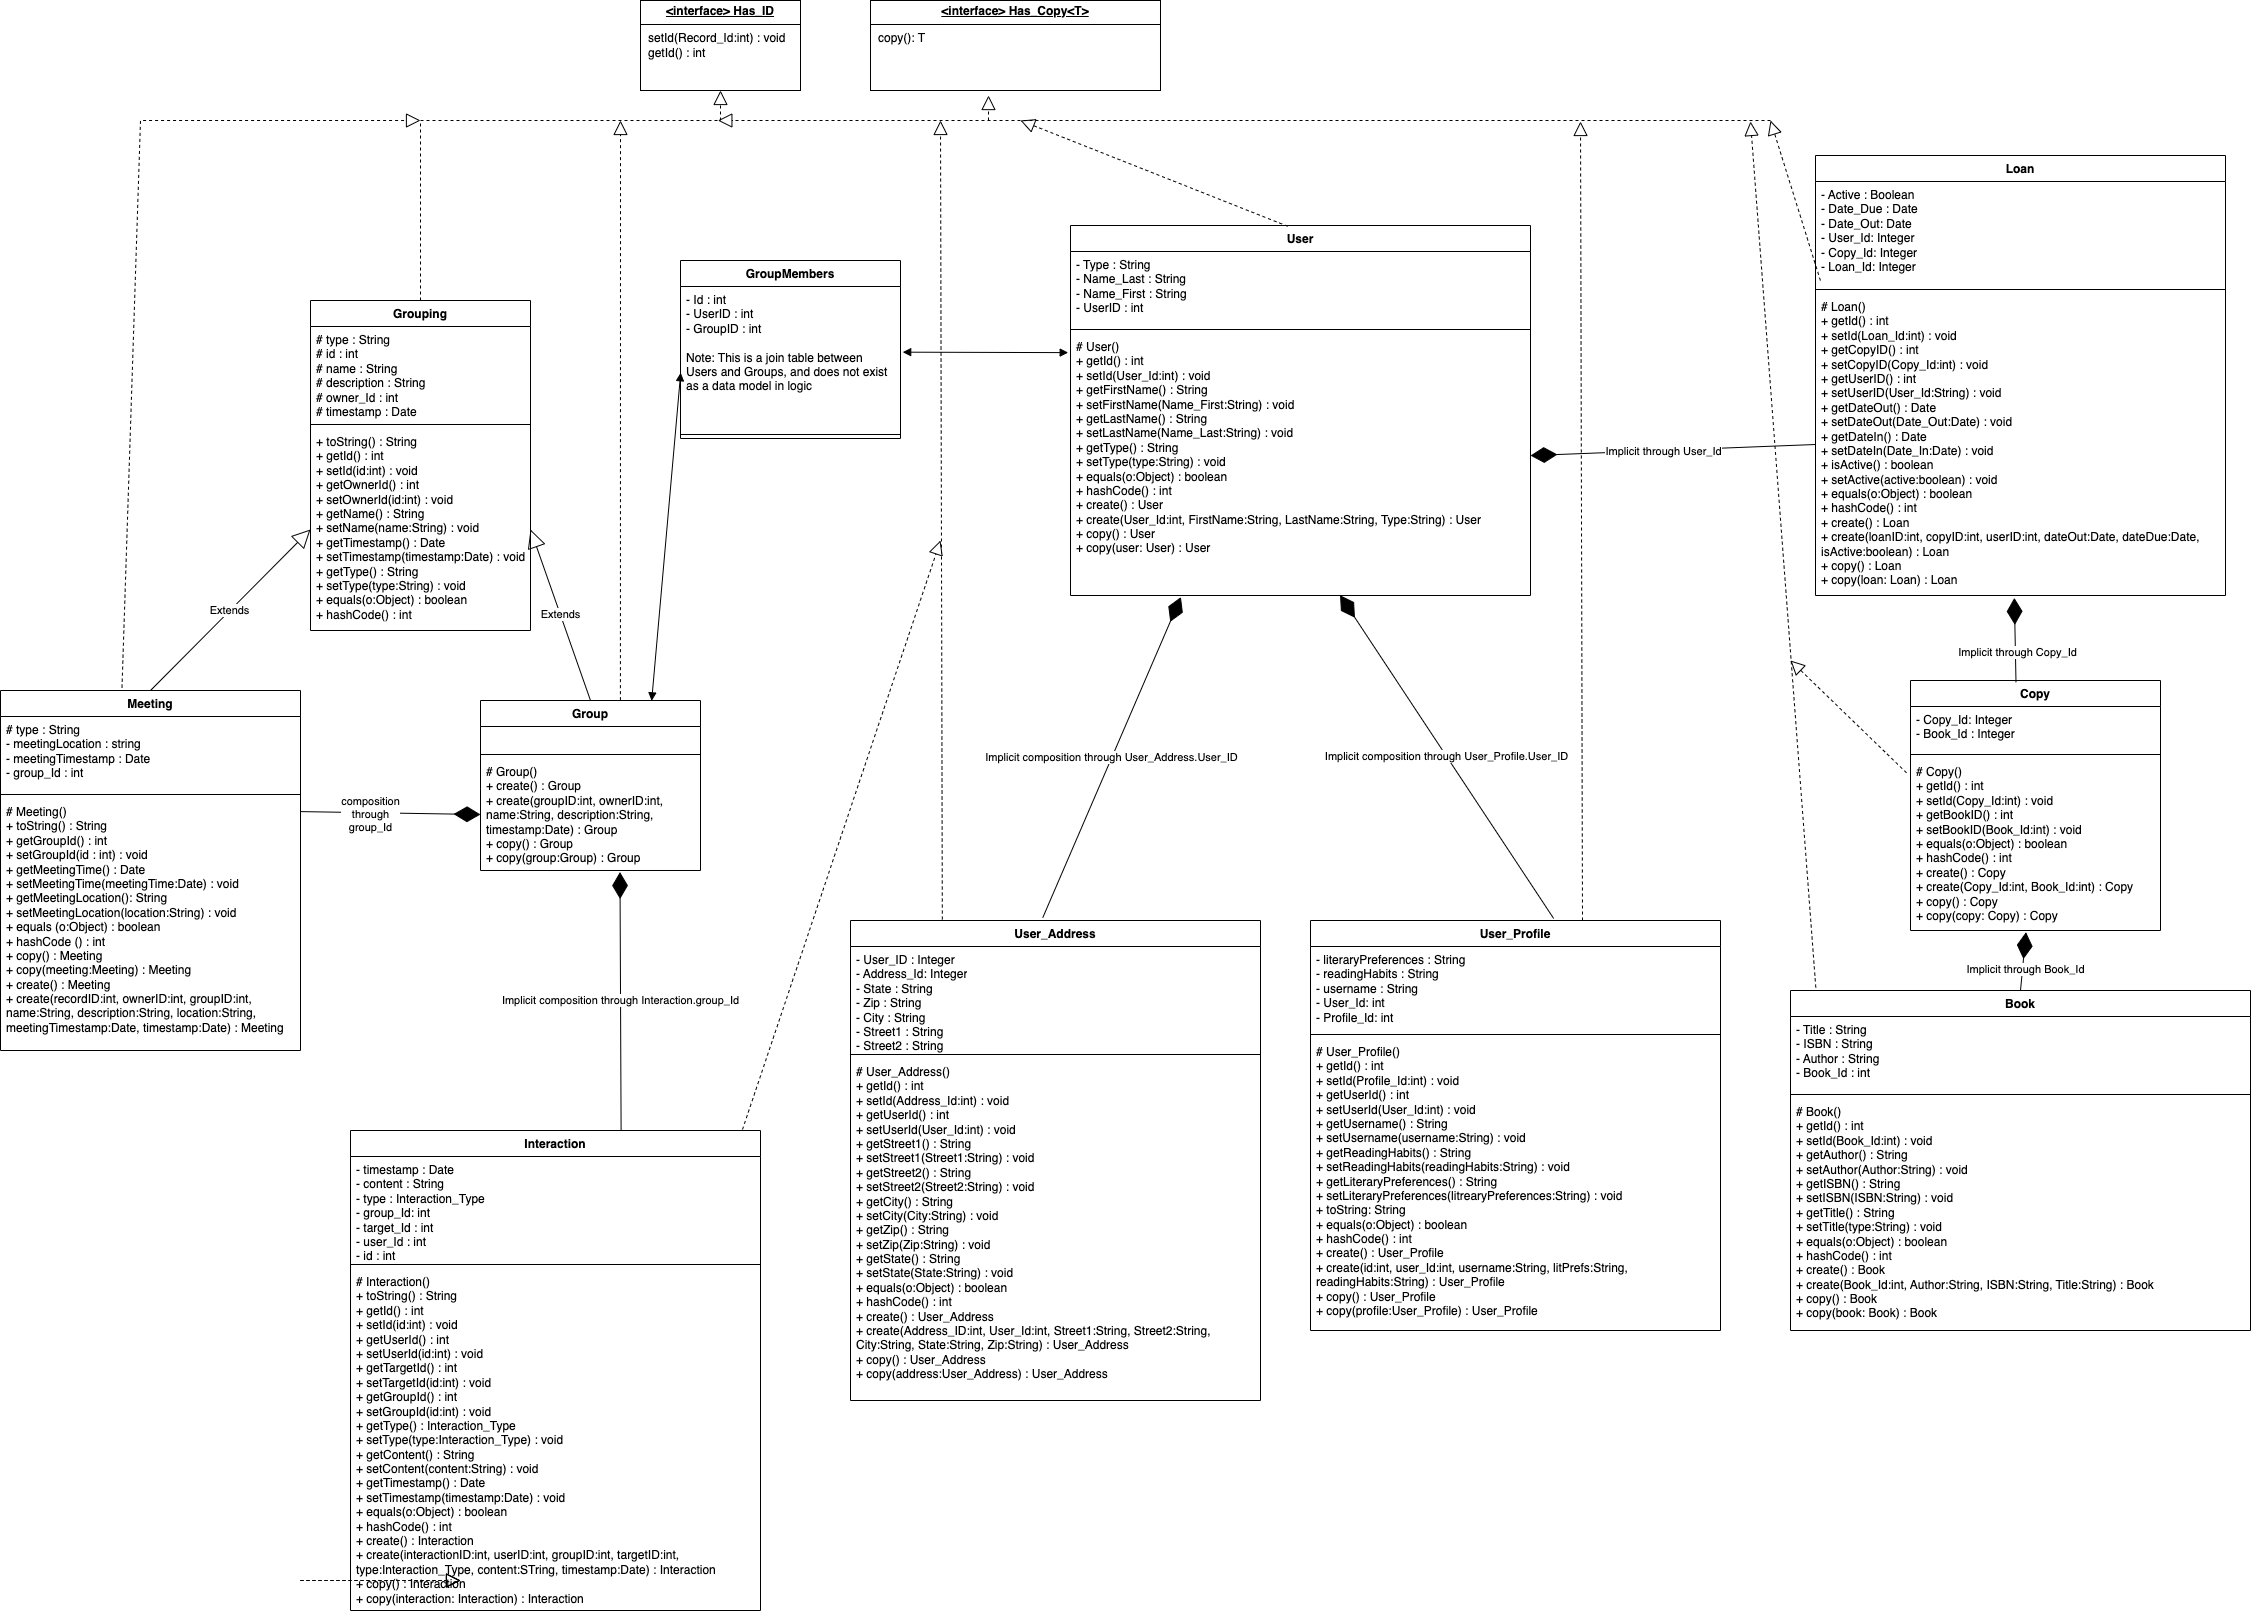 <interface> Has_ID
setId(Record_Id:int) : void
getId() : int
<interface> Has_Copy<T>
copy(): T
Loan
- Active : Boolean
- Date_Due : Date
- Date_Out: Date
- User_Id: Integer
- Copy_Id: Integer
- Loan_Id: Integer
# Loan()
+ getId() : int
+ setId(Loan_Id:int) : void
+ getCopyID() : int
+ setCopyID(Copy_Id:int) : void
+ getUserID() : int
+ setUserID(User_Id:String) : void
+ getDateOut() : Date
+ setDateOut(Date_Out:Date) : void
+ getDateIn() : Date
+ setDateIn(Date_In:Date) : void
+ isActive() : boolean
+ setActive(active:boolean) : void
+ equals(o:Object) : boolean
+ hashCode() : int
+ create() : Loan
+ create(loanID:int, copyID:int, userID:int, dateOut:Date, dateDue:Date,
isActive:boolean) : Loan
+ copy() : Loan
+ copy(loan: Loan) : Loan
User
- Type : String
- Name_Last : String
- Name_First : String
- UserID : int
# User()
+ getId() : int
+ setId(User_Id:int) : void
+ getFirstName() : String
+ setFirstName(Name_First:String) : void
+ getLastName() : String
+ setLastName(Name_Last:String) : void
+ getType() : String
+ setType(type:String) : void
+ equals(o:Object) : boolean
+ hashCode() : int
+ create() : User
+ create(User_Id:int, FirstName:String, LastName:String, Type:String) : User
+ copy() : User
+ copy(user: User) : User
Implicit through User_Id
GroupMembers
- Id : int
- UserID : int
- GroupID : int
Note: This is a join table between
Users and Groups, and does not exist
as a data model in logic
Grouping
# type : String
# id : int
# name : String
# description : String
# owner_Id : int
# timestamp : Date
+ toString() : String
+ getId() : int
+ setId(id:int) : void
+ getOwnerId() : int
+ setOwnerId(id:int) : void
+ getName() : String
+ setName(name:String) : void
+ getTimestamp() : Date
+ setTimestamp(timestamp:Date) : void
+ getType() : String
+ setType(type:String) : void
+ equals(o:Object) : boolean
+ hashCode() : int
Extends
Extends
Implicit through Copy_Id
Meeting
# type : String
- meetingLocation : string
- meetingTimestamp : Date
- group_Id : int
# Meeting()
+ toString() : String
+ getGroupId() : int
+ setGroupId(id : int) : void
+ getMeetingTime() : Date
+ setMeetingTime(meetingTime:Date) : void
+ getMeetingLocation(): String
+ setMeetingLocation(location:String) : void
+ equals (o:Object) : boolean
+ hashCode () : int
+ copy() : Meeting
+ copy(meeting:Meeting) : Meeting
+ create() : Meeting
+ create(recordID:int, ownerID:int, groupID:int,
name:String, description:String, location:String,
meetingTimestamp:Date, timestamp:Date) : Meeting
composition
through
group_Id
Group
# Group()
+ create() : Group
+ create(groupID:int, ownerID:int,
name:String, description:String,
timestamp:Date) : Group
+ copy() : Group
+ copy(group:Group) : Group
Implicit composition through User_Address.User_ID
Implicit composition through User_Profile.User_ID
Copy
- Copy_Id: Integer
- Book_Id : Integer
# Copy()
+ getId() : int
+ setId(Copy_Id:int) : void
+ getBookID() : int
+ setBookID(Book_Id:int) : void
+ equals(o:Object) : boolean
+ hashCode() : int
+ create() : Copy
+ create(Copy_Id:int, Book_Id:int) : Copy
+ copy() : Copy
+ copy(copy: Copy) : Copy
Implicit through Book_Id
Implicit composition through Interaction.group_Id
User_Address
- User_ID : Integer
- Address_Id: Integer
- State : String
- Zip : String
- City : String
- Street1 : String
- Street2 : String
# User_Address()
+ getId() : int
+ setId(Address_Id:int) : void
+ getUserId() : int
+ setUserId(User_Id:int) : void
+ getStreet1() : String
+ setStreet1(Street1:String) : void
+ getStreet2() : String
+ setStreet2(Street2:String) : void
+ getCity() : String
+ setCity(City:String) : void
+ getZip() : String
+ setZip(Zip:String) : void
+ getState() : String
+ setState(State:String) : void
+ equals(o:Object) : boolean
+ hashCode() : int
+ create() : User_Address
+ create(Address_ID:int, User_Id:int, Street1:String, Street2:String,
City:String, State:String, Zip:String) : User_Address
+ copy() : User_Address
+ copy(address:User_Address) : User_Address
User_Profile
- literaryPreferences : String
- readingHabits : String
- username : String
- User_Id: int
- Profile_Id: int
# User_Profile()
+ getId() : int
+ setId(Profile_Id:int) : void
+ getUserId() : int
+ setUserId(User_Id:int) : void
+ getUsername() : String
+ setUsername(username:String) : void
+ getReadingHabits() : String
+ setReadingHabits(readingHabits:String) : void
+ getLiteraryPreferences() : String
+ setLiteraryPreferences(litrearyPreferences:String) : void
+ toString: String
+ equals(o:Object) : boolean
+ hashCode() : int
+ create() : User_Profile
+ create(id:int, user_Id:int, username:String, litPrefs:String,
readingHabits:String) : User_Profile
+ copy() : User_Profile
+ copy(profile:User_Profile) : User_Profile
Book
- Title : String
- ISBN : String
- Author : String
- Book_Id : int
# Book()
+ getId() : int
+ setId(Book_Id:int) : void
+ getAuthor() : String
+ setAuthor(Author:String) : void
+ getISBN() : String
+ setISBN(ISBN:String) : void
+ getTitle() : String
+ setTitle(type:String) : void
+ equals(o:Object) : boolean
+ hashCode() : int
+ create() : Book
+ create(Book_Id:int, Author:String, ISBN:String, Title:String) : Book
+ copy() : Book
+ copy(book: Book) : Book
Interaction
- timestamp : Date
- content : String
- type : Interaction_Type
- group_Id: int
- target_Id : int
- user_Id : int
- id : int
# Interaction()
+ toString() : String
+ getId() : int
+ setId(id:int) : void
+ getUserId() : int
+ setUserId(id:int) : void
+ getTargetId() : int
+ setTargetId(id:int) : void
+ getGroupId() : int
+ setGroupId(id:int) : void
+ getType() : Interaction_Type
+ setType(type:Interaction_Type) : void
+ getContent() : String
+ setContent(content:String) : void
+ getTimestamp() : Date
+ setTimestamp(timestamp:Date) : void
+ equals(o:Object) : boolean
+ hashCode() : int
+ create() : Interaction
+ create(interactionID:int, userID:int, groupID:int, targetID:int,
type:Interaction_Type, content:STring, timestamp:Date) : Interaction
+ copy() : Interaction
+ copy(interaction: Interaction) : Interaction